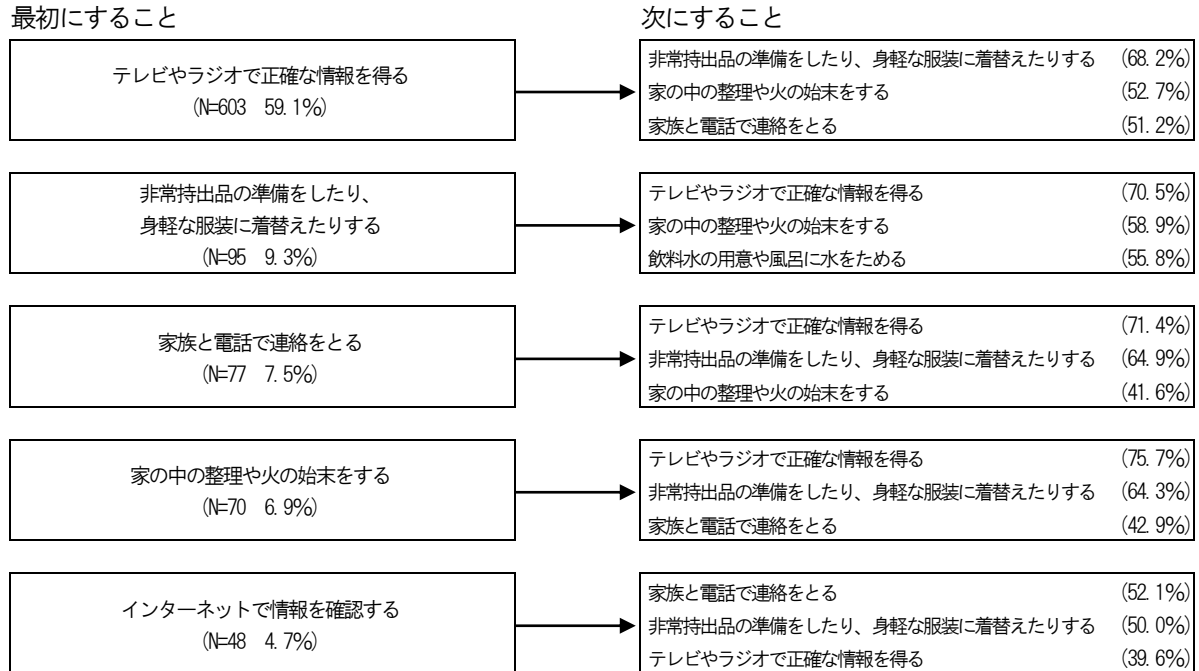 最初にすること
次にすること
テレビやラジオで正確な情報を得る
(N=603 59.1%)
非常持出品の準備をしたり、身軽な服装に着替えたりする (68.2%)
家の中の整理や火の始末をする (52.7%)
家族と電話で連絡をとる (51.2%)
非常持出品の準備をしたり、
身軽な服装に着替えたりする
(N=95 9.3%)
テレビやラジオで正確な情報を得る (70.5%)
家の中の整理や火の始末をする (58.9%)
飲料水の用意や風呂に水をためる (55.8%)
家族と電話で連絡をとる
(N=77 7.5%)
テレビやラジオで正確な情報を得る (71.4%)
非常持出品の準備をしたり、身軽な服装に着替えたりする (64.9%)
家の中の整理や火の始末をする (41.6%)
家の中の整理や火の始末をする
(N=70 6.9%)
テレビやラジオで正確な情報を得る (75.7%)
非常持出品の準備をしたり、身軽な服装に着替えたりする (64.3%)
家族と電話で連絡をとる (42.9%)
インターネットで情報を確認する
(N=48 4.7%)
家族と電話で連絡をとる (52.1%)
非常持出品の準備をしたり、身軽な服装に着替えたりする (50.0%)
テレビやラジオで正確な情報を得る (39.6%)